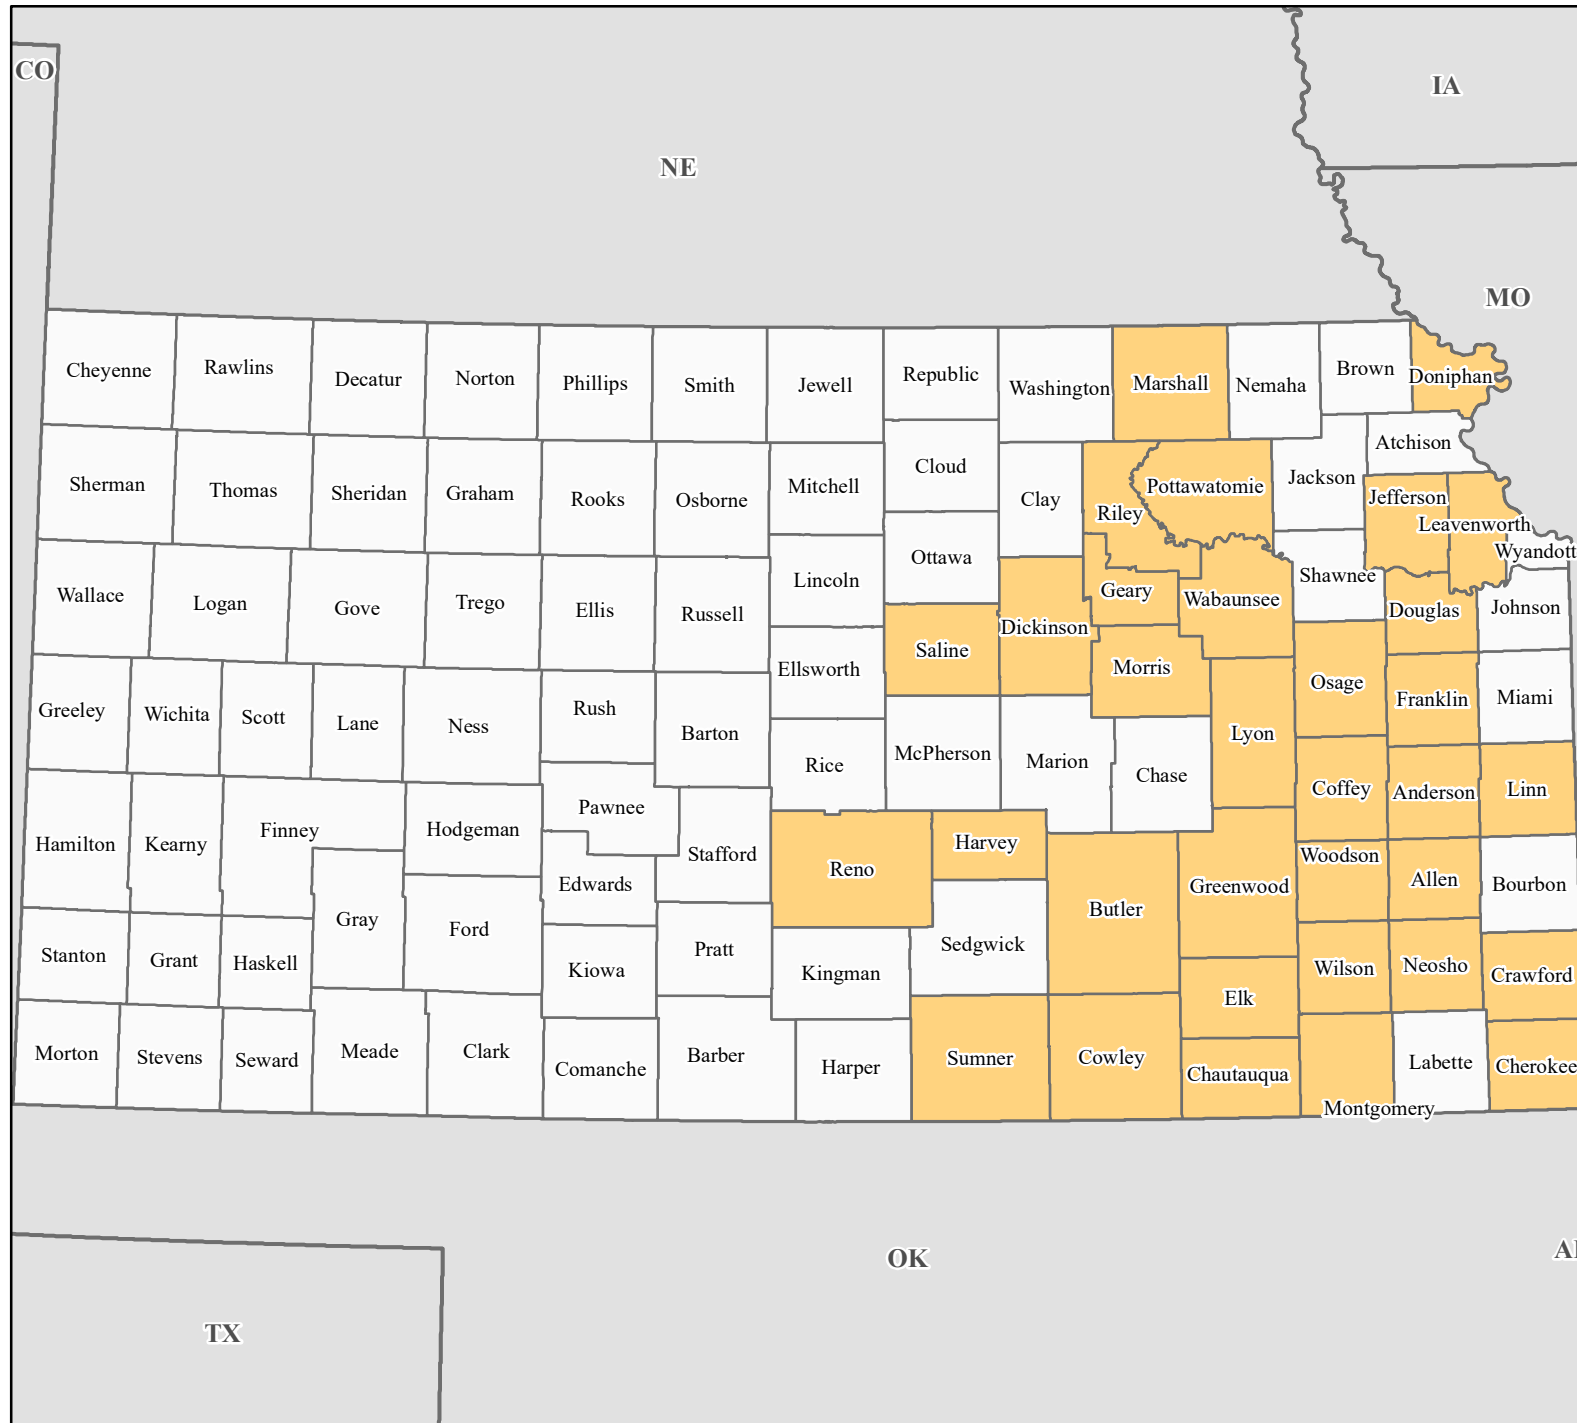 CO
IA
NE
MO
Cheyenne
Rawlins
Decatur
Norton
Phillips
Smith
Jewell
Republic
Washington
Marshall
Nemaha
Brown
Doniphan
Atchison
Sherman
Thomas
Sheridan
Graham
Rooks
Osborne
Mitchell
Cloud
Clay
Riley
Pottawatomie
Jackson
Jefferson
Leavenworth
Wyandott
Wallace
Logan
Gove
Trego
Ellis
Russell
Lincoln
Ottawa
Geary
Wabaunsee
Shawnee
Douglas
Johnson
Ellsworth
Saline
Dickinson
Morris
Osage
Franklin
Miami
Greeley
Wichita
Scott
Lane
Ness
Rush
Barton
Rice
McPherson
Marion
Chase
Lyon
Coffey
Anderson
Linn
Hamilton
Kearny
Finney
Hodgeman
Pawnee
Stafford
Edwards
Reno
Harvey
Butler
Greenwood
Woodson
Allen
Bourbon
Stanton
Grant
Haskell
Gray
Ford
Kiowa
Pratt
Kingman
Sedgwick
Elk
Wilson
Neosho
Crawford
Morton
Stevens
Seward
Meade
Clark
Comanche
Barber
Harper
Sumner
Cowley
Chautauqua
Montgomery
Labette
Cherokee
OK
TX